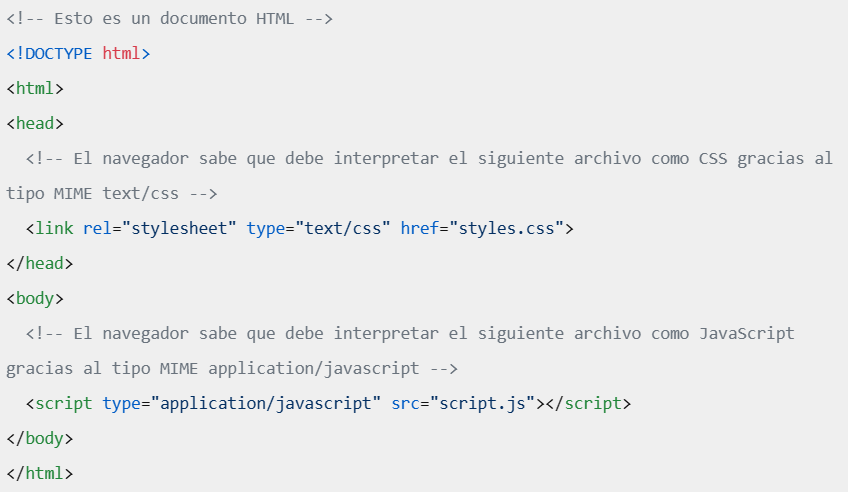 <!-- Esto es un documento HTML -->
<!DOCTYPE html>
<html>
<head>
  <!-- El navegador sabe que debe interpretar el siguiente archivo como CSS gracias al
tipo MIME text/css -->
  <link rel="stylesheet" type="text/css" href="styles.css">
</head>
<body>
  <!-- El navegador sabe que debe interpretar el siguiente archivo como JavaScript
gracias al tipo MIME application/javascript -->
  <script type="application/javascript" src="script.js"></script>
</body>
</html>